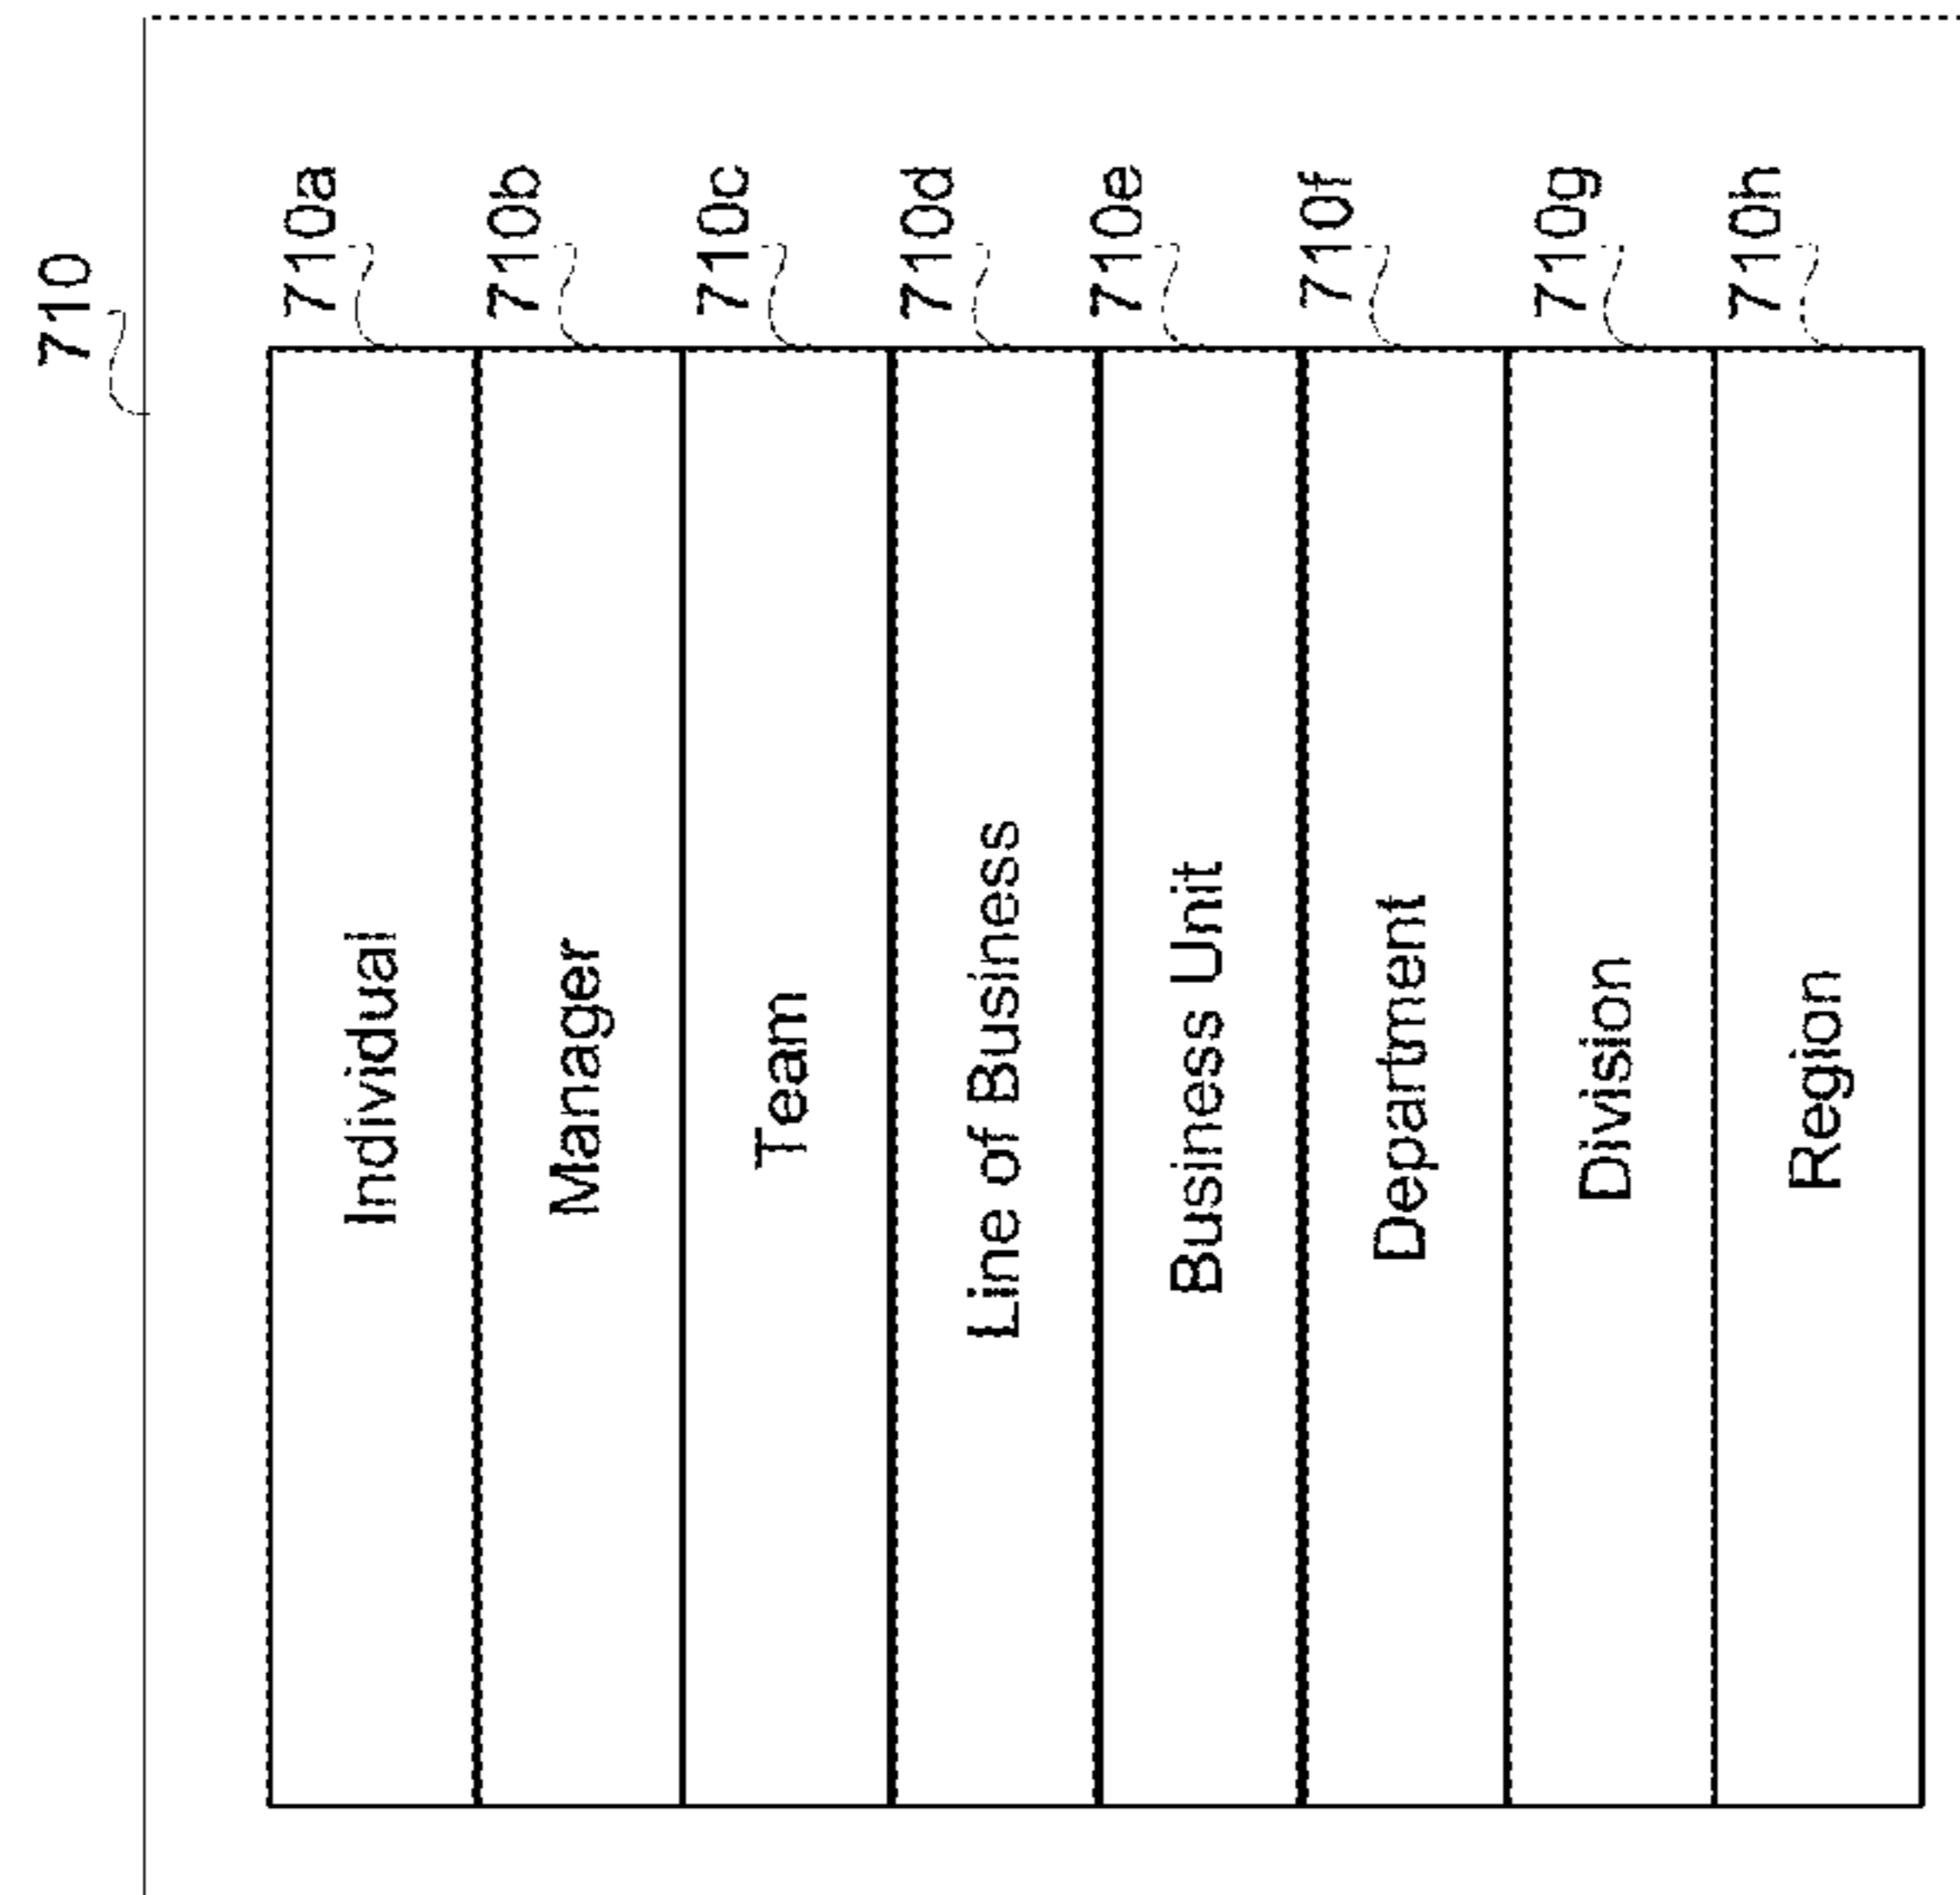 710
Individual
710a
Manager
710b
Team
710c
Line of Business
710d
Business Unit
710e
Department
710f
Division
710g
Region
710h